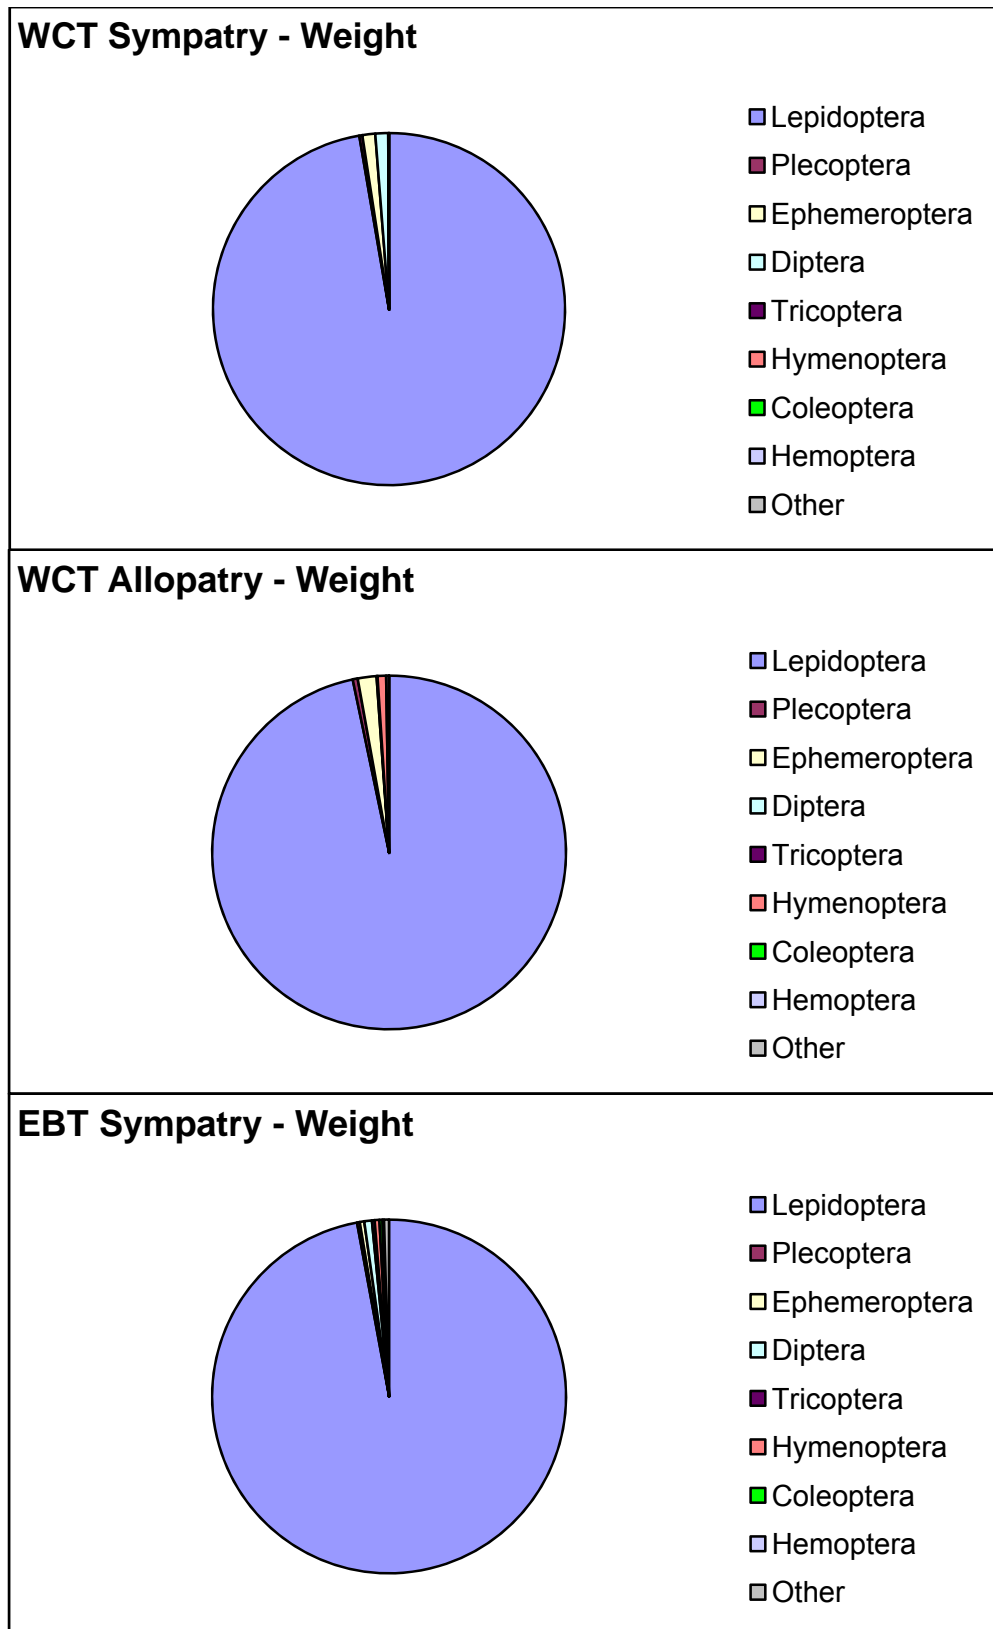 WCT Sympatry - Weight
Lepidoptera
Plecoptera
Ephemeroptera
Diptera
Tricoptera
Hymenoptera
Coleoptera
Hemoptera
Other
WCT Allopatry - Weight
Lepidoptera
Plecoptera
Ephemeroptera
Diptera
Tricoptera
Hymenoptera
Coleoptera
Hemoptera
Other
EBT Sympatry - Weight
Lepidoptera
Plecoptera
Ephemeroptera
Diptera
Tricoptera
Hymenoptera
Coleoptera
Hemoptera
Other